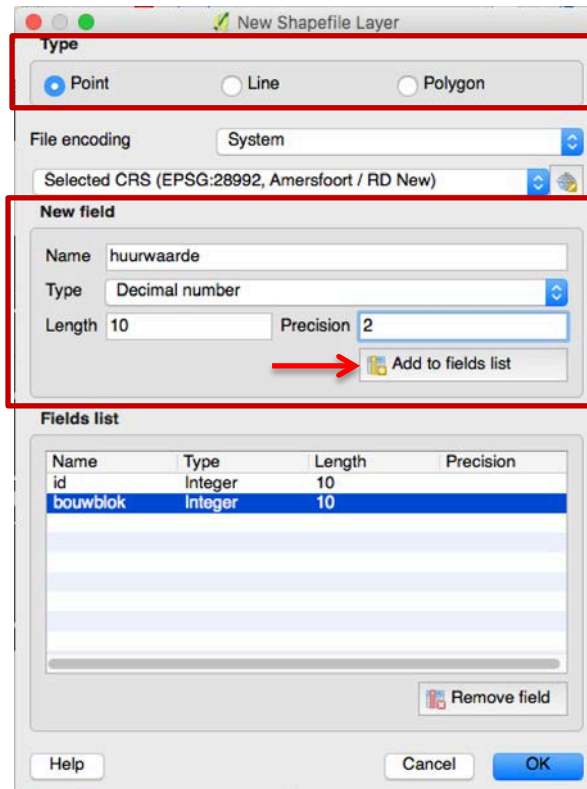 New Shapefile Layer
Type
Point Line Polygon
File encoding System
Selected CRS (EPSG:28992, Amersfoort / RD New)
New field
Name huurwaarde
Type Decimal number
Length 10 Precision 2
Add to fields list
Fields list
Name Type Length Precision
id Integer 10
bouwblok Integer 10
Remove field
Help Cancel OK